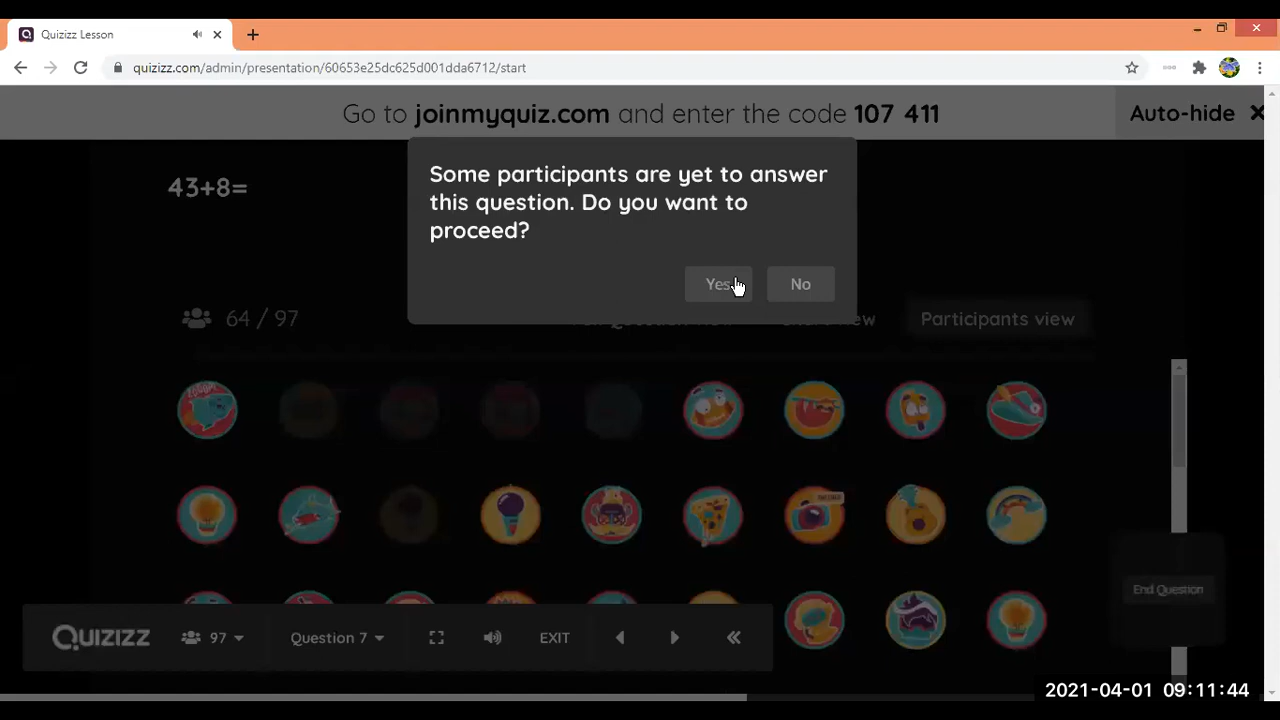 Quizizz Lesson
quizizz.com/admin/presentation/60653e25dc625d001dda6712/start
Go to joinmyquiz.com and enter the code 107 411
Auto-hide
43+8=
Some participants are yet to answer
this question. Do you want to
proceed?
Yes
No
64 / 97
Participants view
End Question
Quizizz
97
Question 7
EXIT
2021-04-01 09:11:44